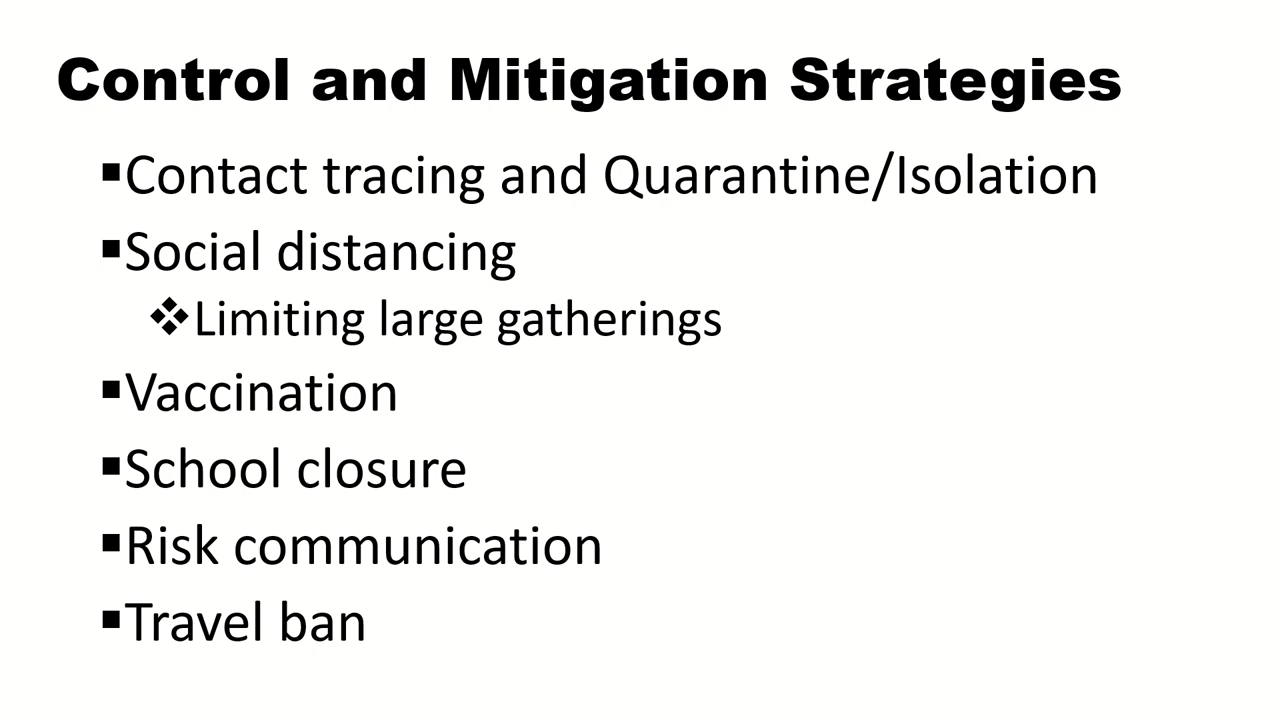 Control and Mitigation Strategies
▪Contact tracing and Quarantine/Isolation
▪Social distancing
❖Limiting large gatherings
▪Vaccination
▪School closure
▪Risk communication
▪Travel ban